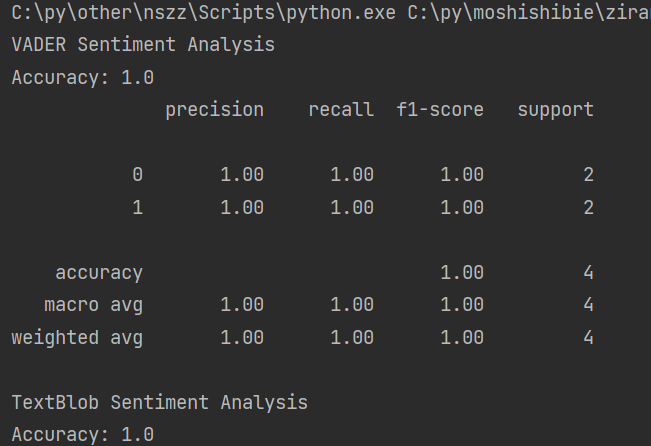 C:\py\other\nszz\Scripts\python.exe C:\py\moshishibie\ziran
VADER Sentiment Analysis
Accuracy: 1.0
precision recall f1-score support
0 1.00 1.00 1.00 2
1 1.00 1.00 1.00 2
accuracy 1.00 4
macro avg 1.00 1.00 1.00 4
weighted avg 1.00 1.00 1.00 4
TextBlob Sentiment Analysis
Accuracy: 1.0